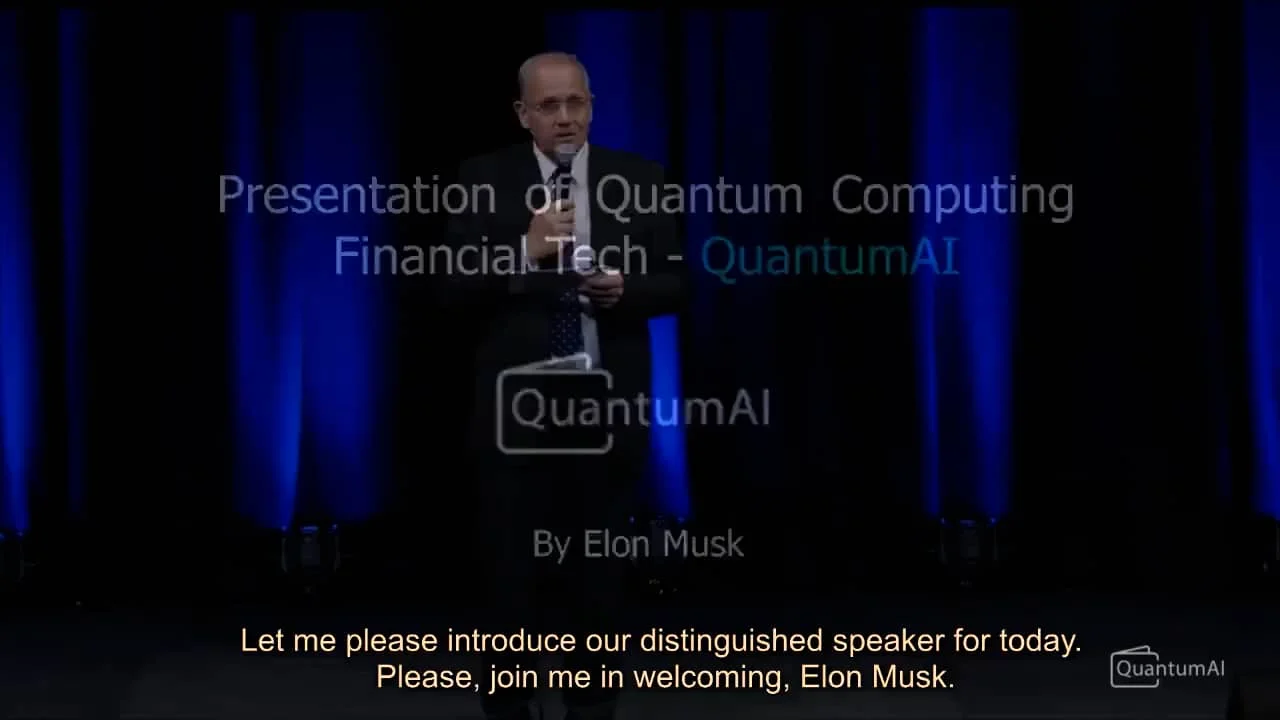 Presentation of Quantum Computing
Financial Tech - QuantumAI
QuantumAI
By Elon Musk
Let me please introduce our distinguished speaker for today.
Please, join me in welcoming, Elon Musk.
QuantumAI